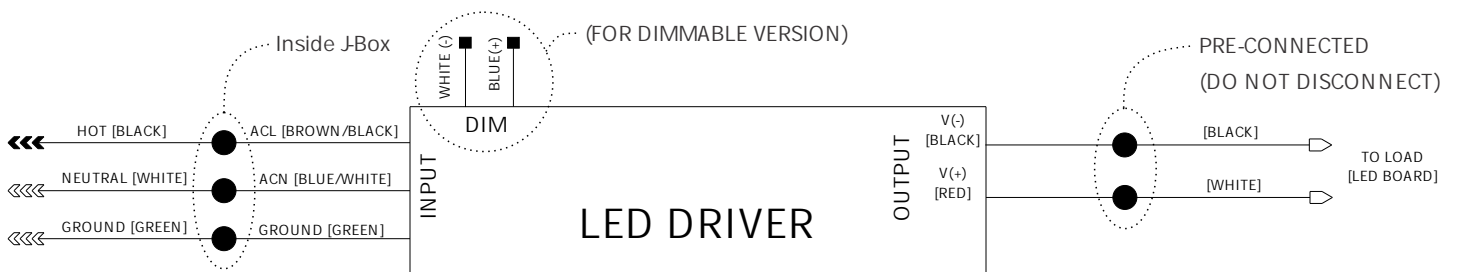 Inside J-Box
WHITE (-)
BLUE(+)
(FOR DIMMABLE VERSION)
DIM
PRE-CONNECTED
(DO NOT DISCONNECT)
HOT [BLACK]
ACL [BROWN/BLACK]
NEUTRAL [WHITE]
ACN [BLUE/WHITE]
GROUND [GREEN]
GROUND [GREEN]
INPUT
LED DRIVER
OUTPUT
V(-)
[BLACK]
V(+)
[RED]
[BLACK]
[WHITE]
TO LOAD
[LED BOARD]